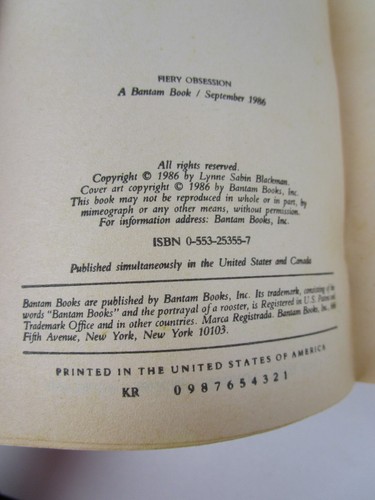 FIERY OBSESSION
A Bantam Book / September 1986
All rights reserved.
Copyright © 1986 by Lynne Sabin Blackman.
Cover art copyright © 1986 by Bantam Books, Inc.
This book may not be reproduced in whole or in part, by
mimeograph or any other means, without permission.
For information address: Bantam Books, Inc.
ISBN 0-553-25355-7
Published simultaneously in the United States and Canada
Bantam Books are published by Bantam Books, Inc. Its trademark, consisting of the
words "Bantam Books" and the portrayal of a rooster, is Registered in U.S. Patent and
Trademark Office and in other countries. Marca Registrada. Bantam Books, Inc.
Fifth Avenue, New York, New York 10103.
PRINTED IN THE UNITED STATES OF AMERICA
KR 0 9 8 7 6 5 4 3 2 1